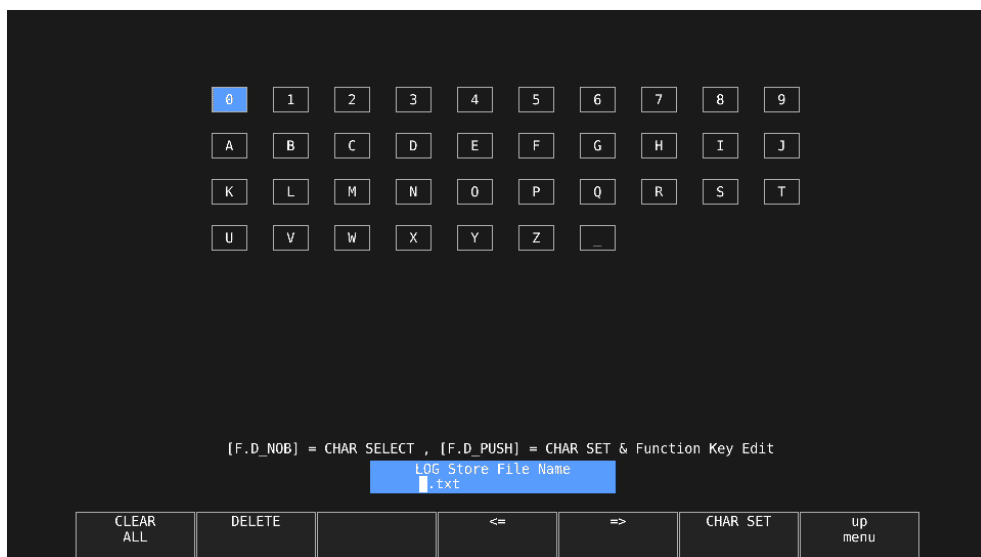 0 1 2 3 4 5 6 7 8 9
A B C D E F G H I J
K L M N O P Q R S T
U V W X Y Z _
[F.D_NOB] = CHAR SELECT , [F.D_PUSH] = CHAR SET & Function Key Edit
LOG Store File Name
.txt
CLEAR ALL DELETE <= => CHAR SET up menu